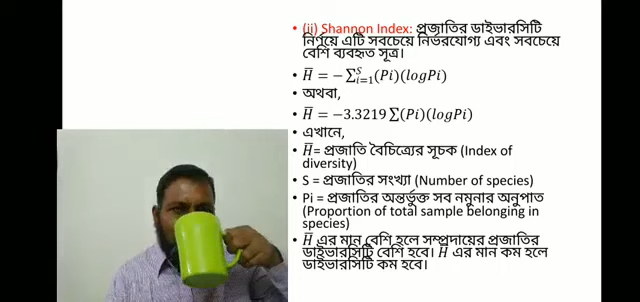 • (ii) Shannon Index: প্রজাতির ডাইভারসিটি
নির্ণয়ে এটি সবচেয়ে নির্ভরযোগ্য এবং সবচেয়ে
বেশি ব্যবহৃত সূত্র।
• H̅ = − ∑ᵢ₌₁ˢ(Pi)(logPi)
• অথবা,
• H̅ = −3.3219 ∑(Pi)(logPi)
• এখানে,
• H̅= প্রজাতি বৈচিত্র্যের সূচক (Index of
diversity)
• S = প্রজাতির সংখ্যা (Number of species)
• Pi = প্রজাতির অন্তর্ভুক্ত সব নমুনার অনুপাত
(Proportion of total sample belonging in
species)
• H̅ এর মান বেশি হলে সম্প্রদায়ের প্রজাতির
ডাইভারসিটি বেশি হবে। H̅ এর মান কম হলে
ডাইভারসিটি কম হবে।